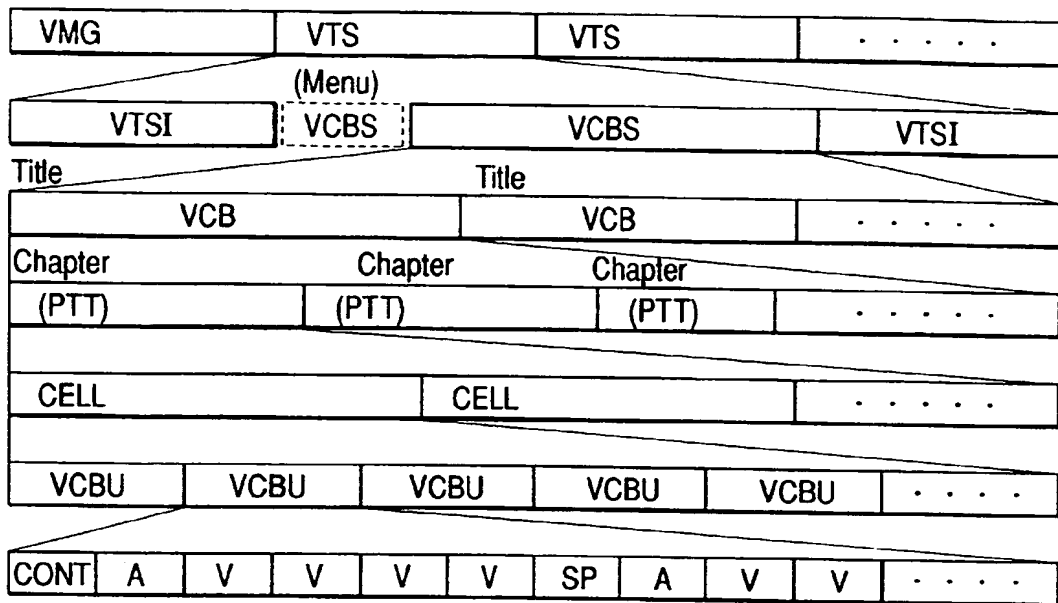 VMG VTS VTS . . . . .
(Menu)
VTSI VCBS VCBS VTSI
Title Title
VCB VCB . . . . .
Chapter Chapter Chapter
(PTT) (PTT) (PTT) . . . . .
CELL CELL . . . . .
VCBU VCBU VCBU VCBU VCBU . . . .
CONT A V V V V SP A V V . . . .